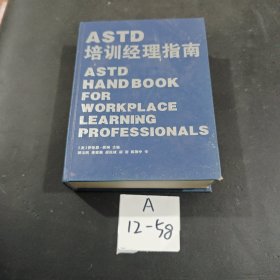 ASTD
培训经理指南
ASTD
HANDBOOK
FOR
WORKPLACE
LEARNING
PROFESSIONALS
A
12-58